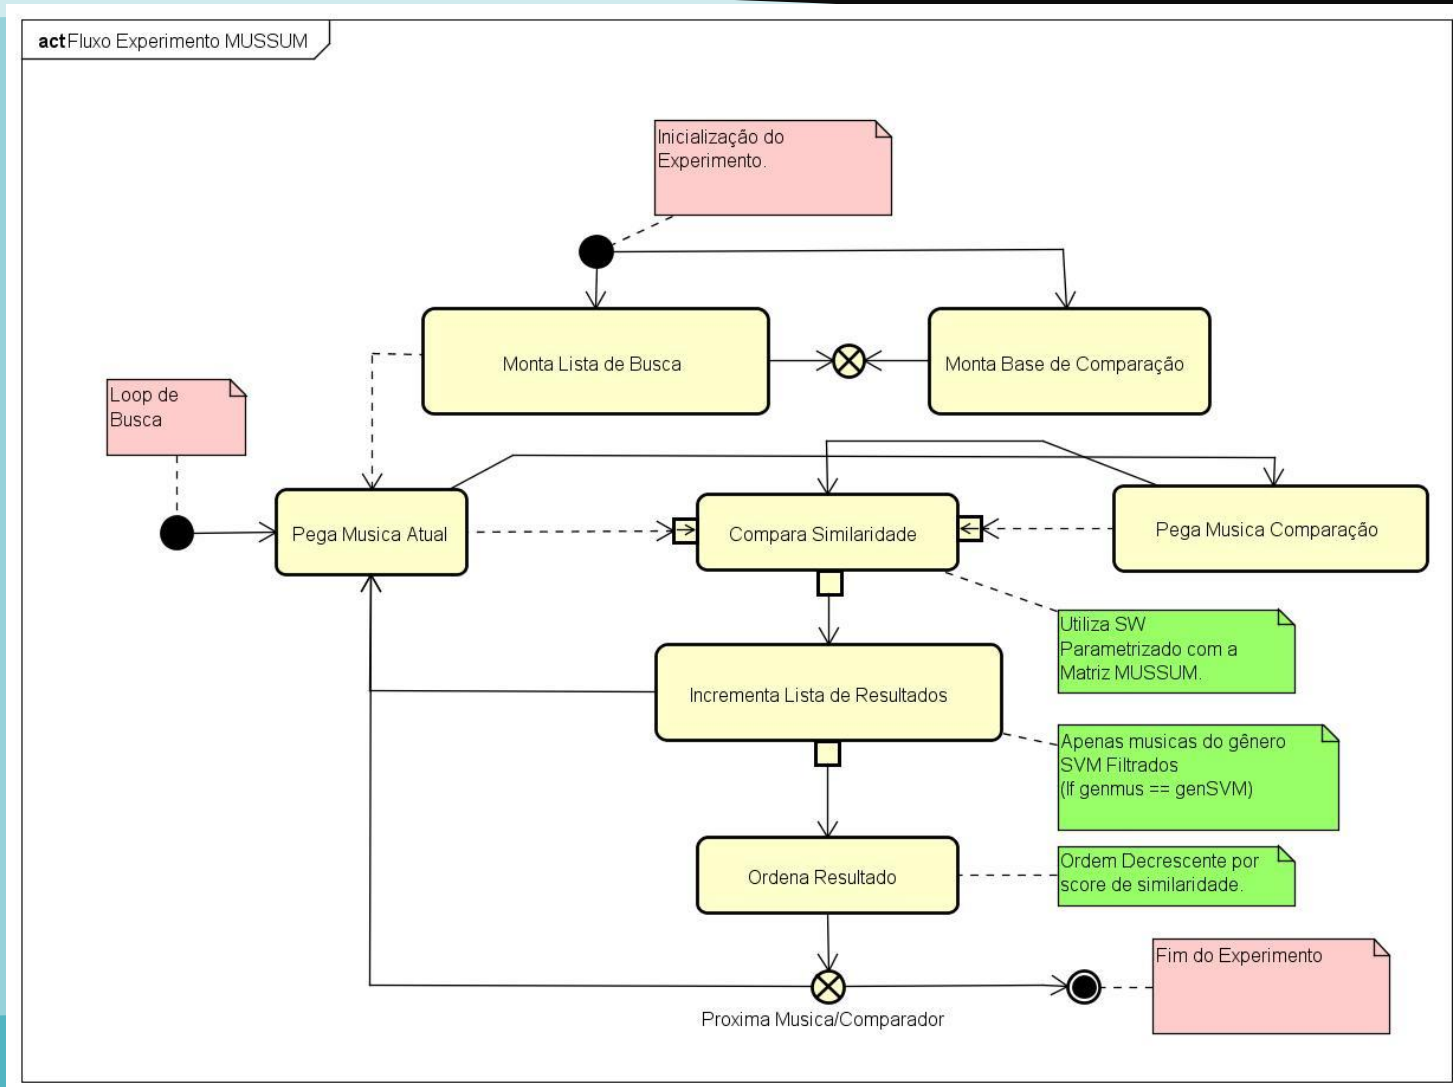 act Fluxo Experimento MUSSUM
Inicialização do
Experimento.
Monta Lista de Busca
Monta Base de Comparação
Loop de
Busca
Pega Musica Atual
Compara Similaridade
Pega Musica Comparação
Utiliza SW
Parametrizado com a
Matriz MUSSUM.
Incrementa Lista de Resultados
Apenas musicas do gênero
SVM Filtrados
(If genmus == genSVM)
Ordena Resultado
Ordem Decrescente por
score de similaridade.
Fim do Experimento
Proxima Musica/Comparador